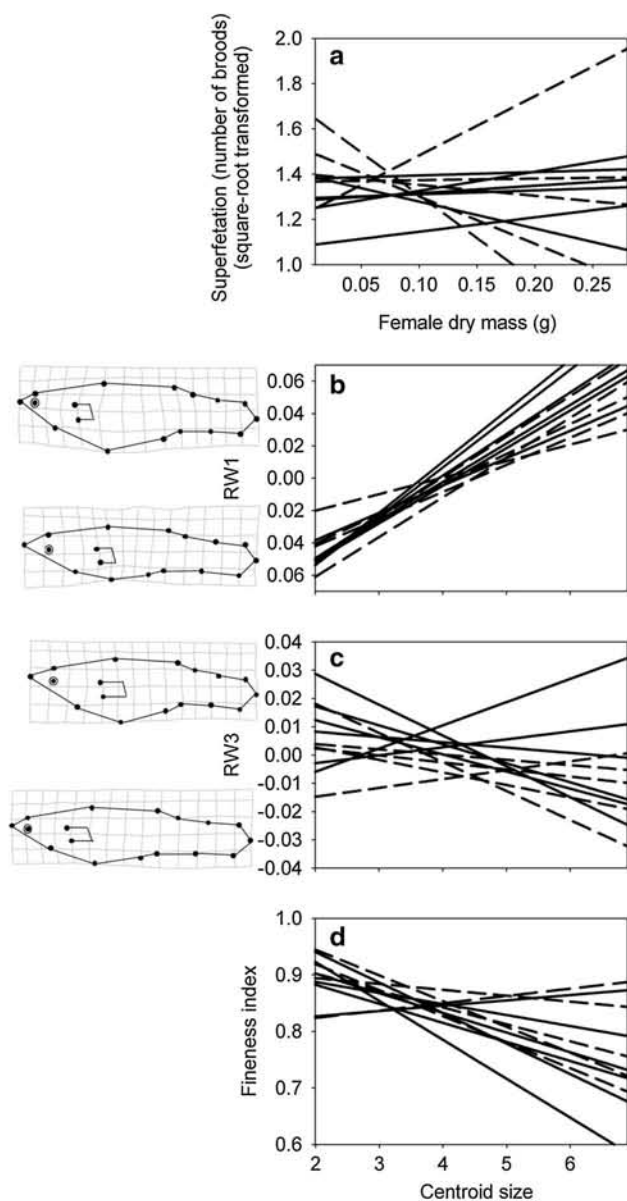 Superfetation (number of broods)
(square-root transformed)
2.0
1.8
1.6
1.4
1.2
1.0
a
0.05 0.10 0.15 0.20 0.25
Female dry mass (g)
RW1
0.06
0.04
0.02
0.00
0.02
0.04
0.06
b
RW3
0.04
0.03
0.02
0.01
0.00
-0.01
-0.02
-0.03
-0.04
c
Fineness index
1.0
0.9
0.8
0.7
0.6
d
2 3 4 5 6
Centroid size